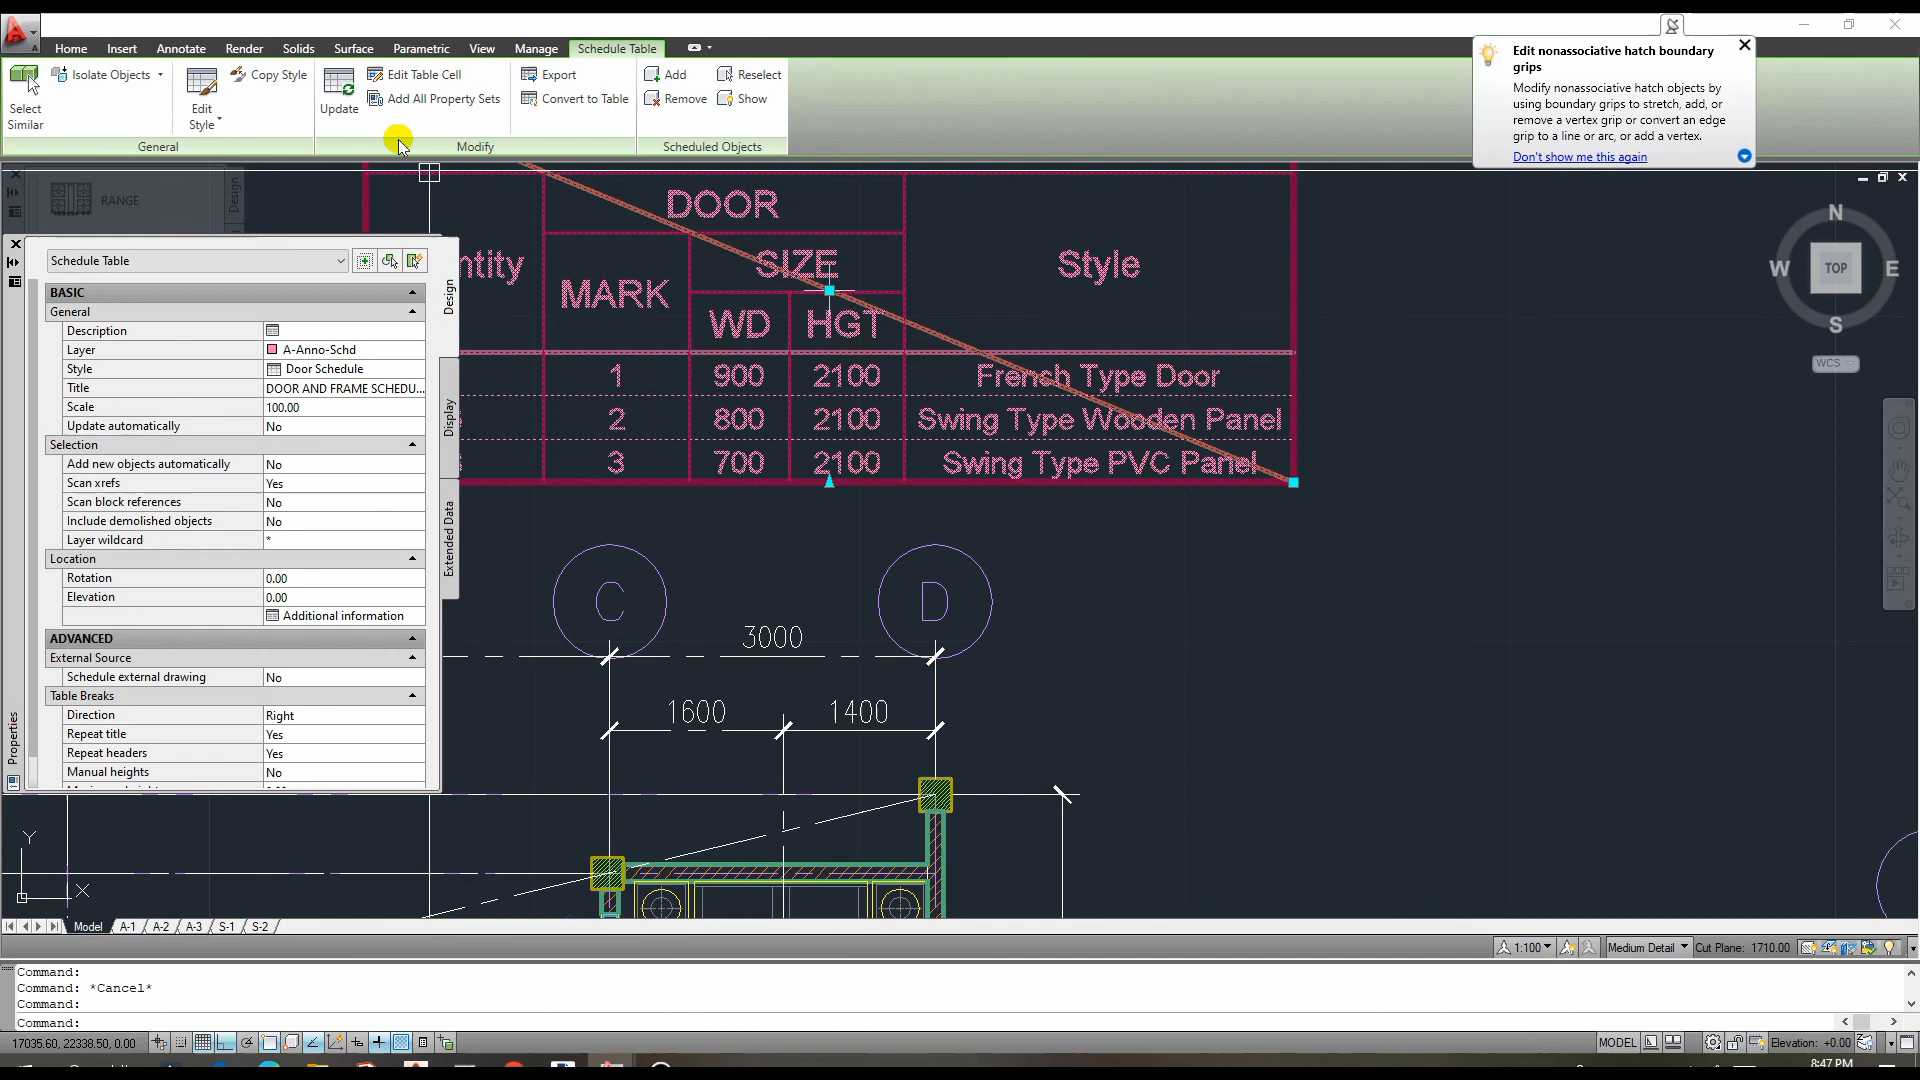 Home Insert Annotate Render Solids Surface Parametric View Manage Schedule Table
Select Similar
Isolate Objects
Edit Style
Copy Style
General
Update
Edit Table Cell
Add All Property Sets
Export
Convert to Table
Modify
Add
Remove
Reselect
Show
Scheduled Objects
Edit nonassociative hatch boundary
grips
Modify nonassociative hatch objects by
using boundary grips to stretch, add, or
remove a vertex grip or convert an edge
grip to a line or arc, or add a vertex.
Don't show me this again
RANGE
Design
Schedule Table
BASIC
General
Description
Layer A-Anno-Schd
Style Door Schedule
Title DOOR AND FRAME SCHEDU...
Scale 100.00
Update automatically No
Selection
Add new objects automatically No
Scan xrefs Yes
Scan block references No
Include demolished objects No
Layer wildcard *
Location
Rotation 0.00
Elevation 0.00
Additional information
ADVANCED
External Source
Schedule external drawing No
Table Breaks
Direction Right
Repeat title Yes
Repeat headers Yes
Manual heights No
Properties
Design
Display
Extended Data
DOOR
ntity MARK SIZE Style
WD HGT
1 900 2100 French Type Door
2 800 2100 Swing Type Wooden Panel
3 700 2100 Swing Type PVC Panel
N
W TOP E
S
WCS
C D
3000
1600 1400
Y
X
Model A-1 A-2 A-3 S-1 S-2
1:100 Medium Detail Cut Plane: 1710.00
Command:
Command: *Cancel*
Command:
Command:
17035.60, 22338.50, 0.00 MODEL Elevation: +0.00
8:47 PM